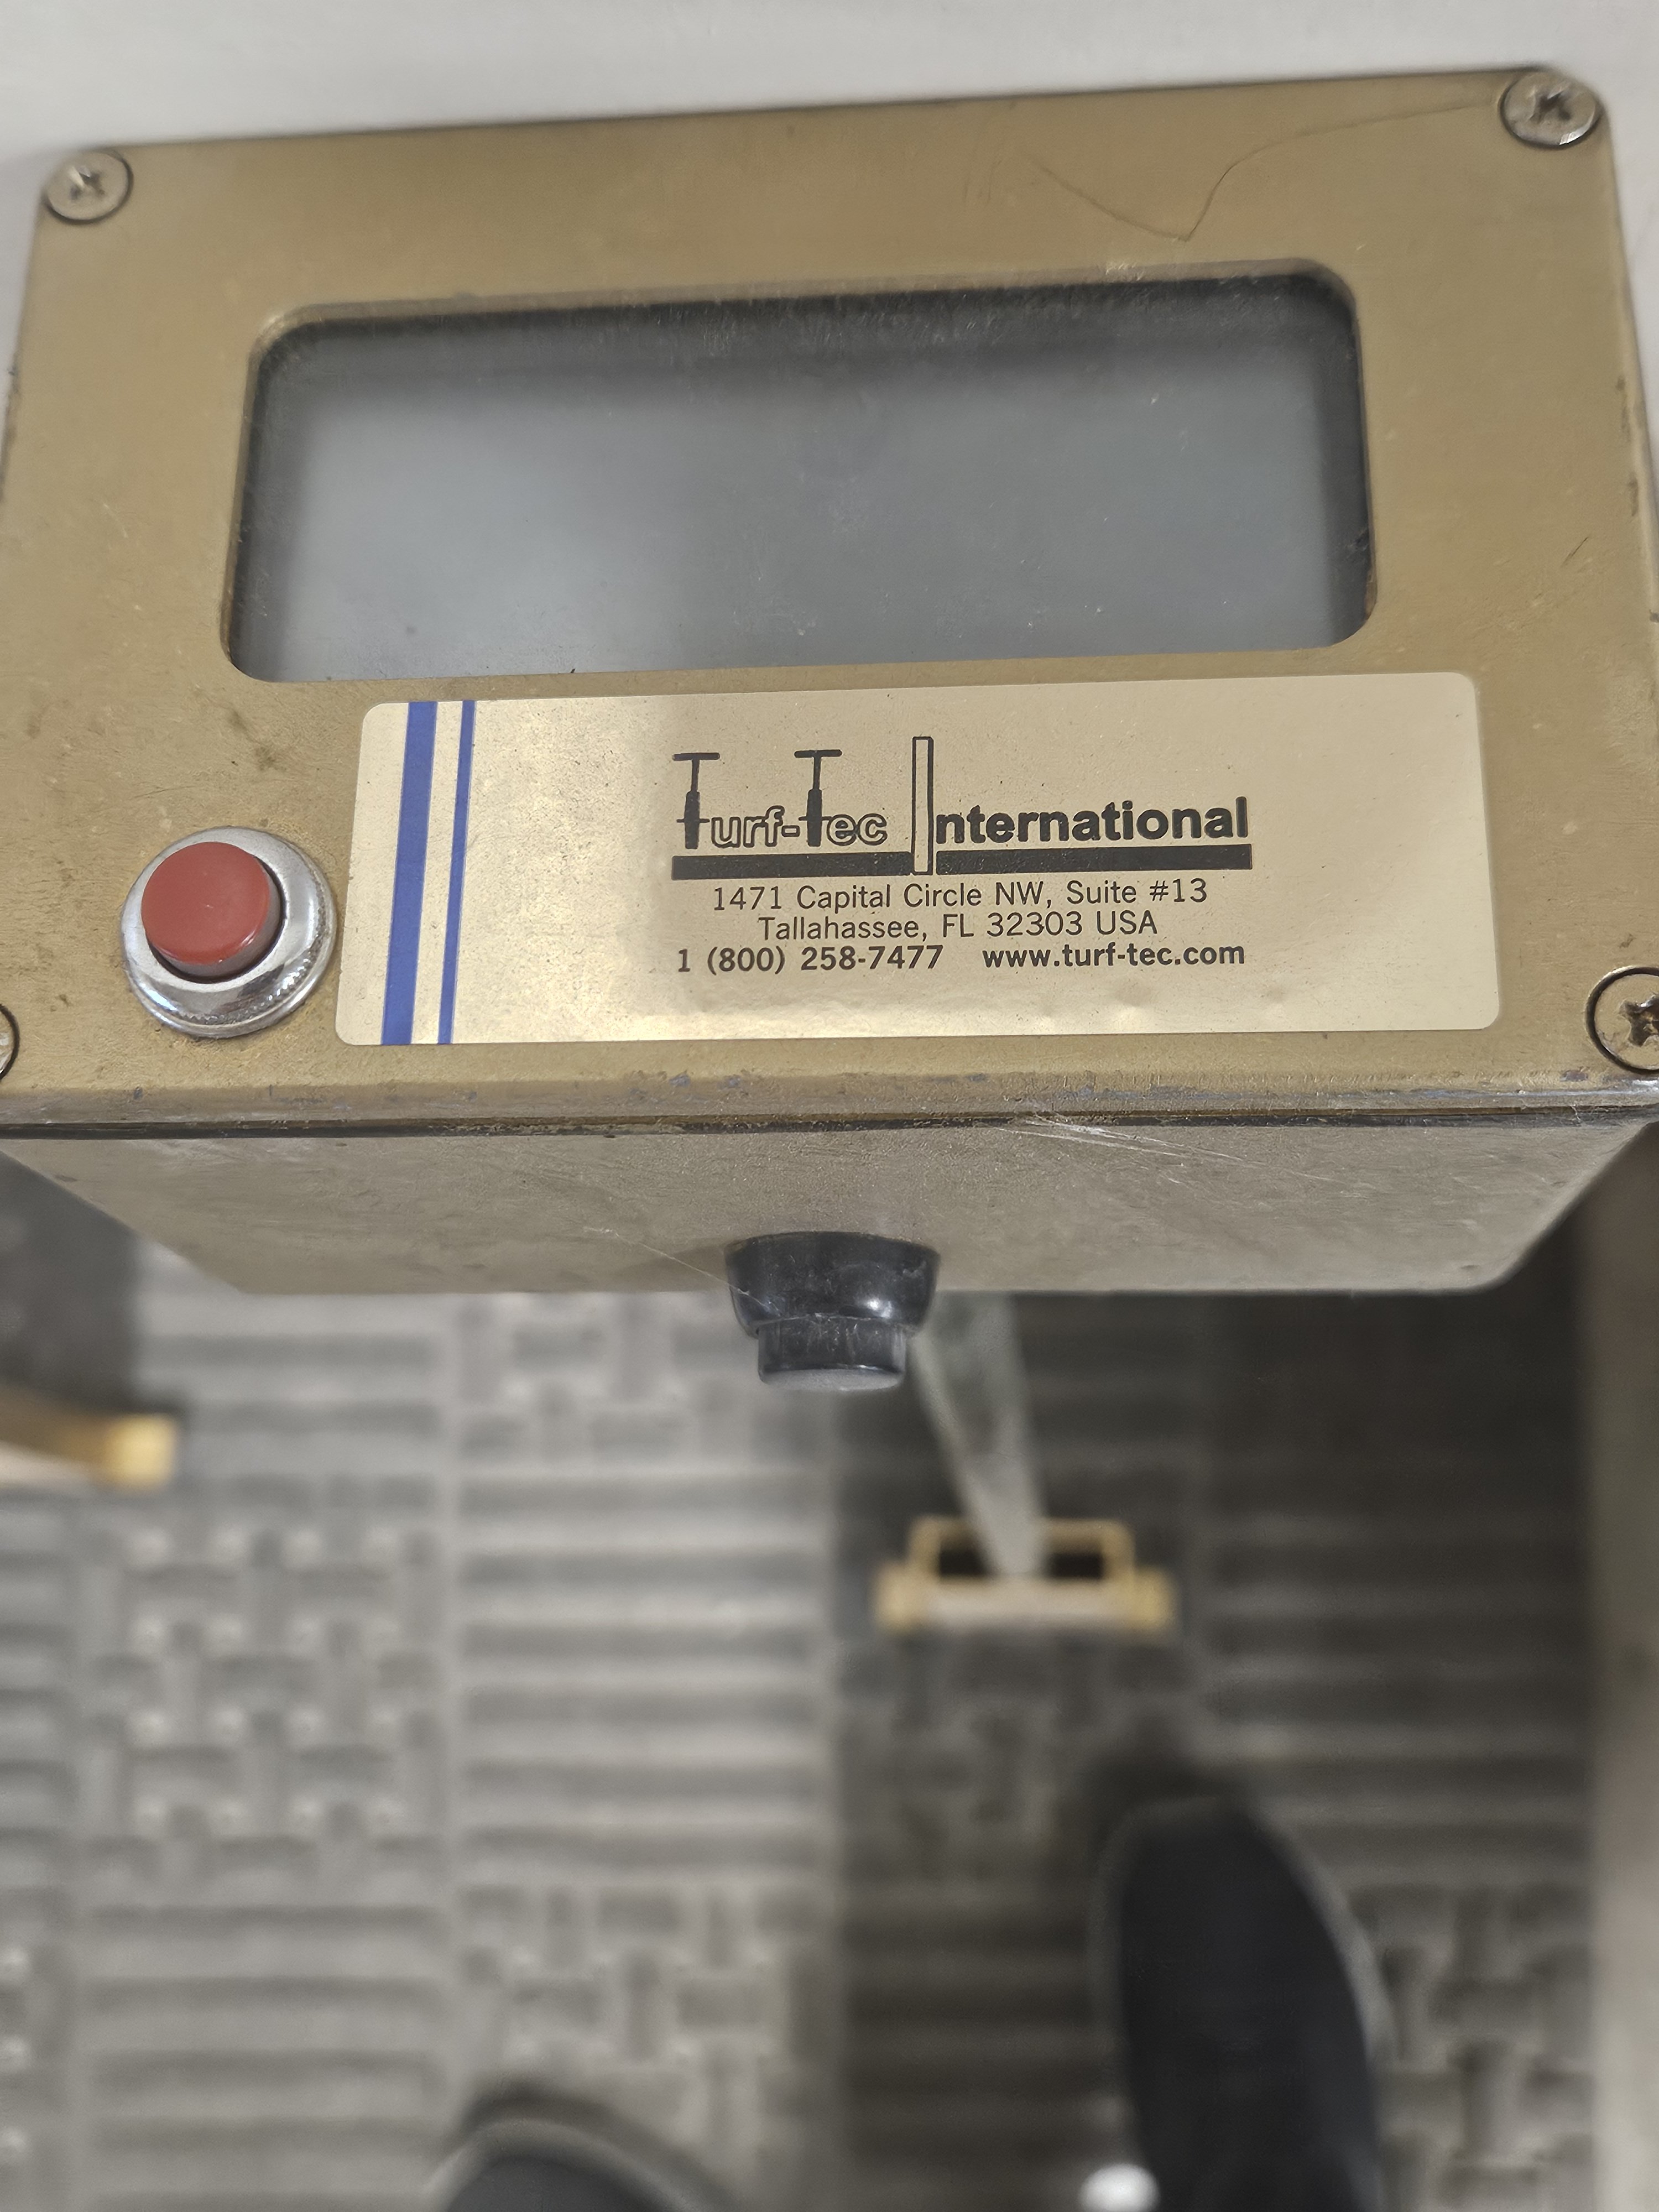 Turf-Tec International
1471 Capital Circle NW, Suite #13
Tallahassee, FL 32303 USA
1 (800) 258-7477 www.turf-tec.com